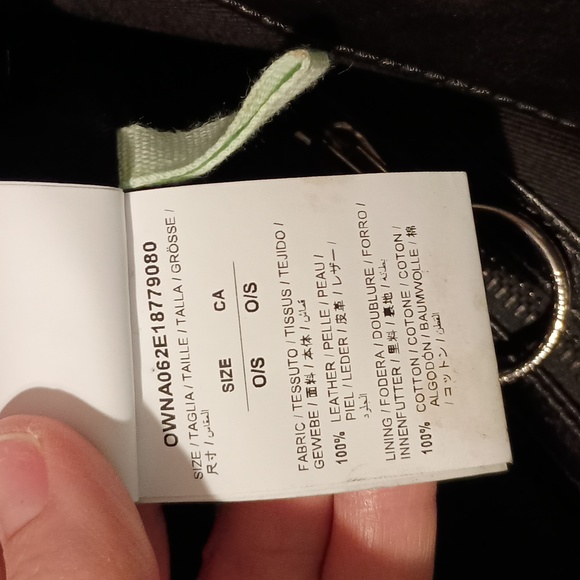 OWNA062E18779080
SIZE / TAGLIA / TAILLE / TALLA / GRÖSSE /
尺寸 / المقاس
SIZE CA
O/S O/S
FABRIC / TESSUTO / TISSUS / TEJIDO /
GEWEBE / 面料 / 本体 / قماش
100% LEATHER / PELLE / PEAU /
PIEL / LEDER / 皮革 / レザー /
الجلود
LINING / FODERA / DOUBLURE / FORRO /
INNENFUTTER / 里料 / 裏地 / بطانة
100% COTTON / COTONE / COTON /
ALGODÓN / BAUMWOLLE / 棉
/ コットン / القطن